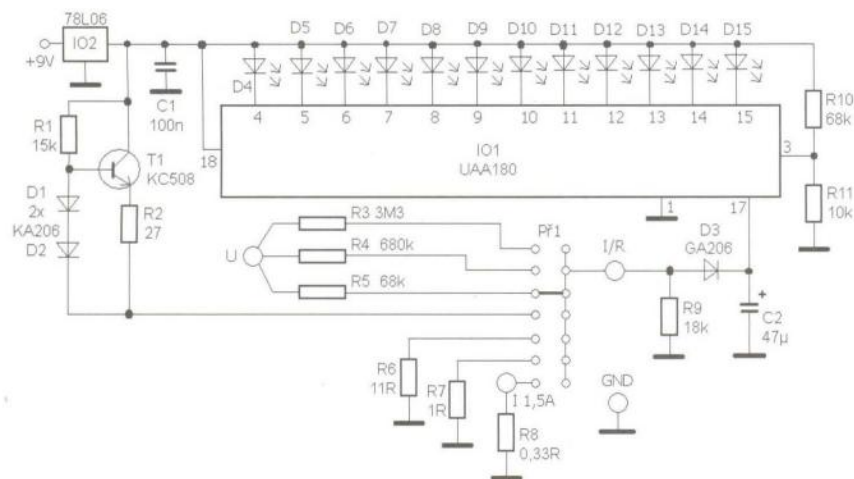 78L06
IO2
+9V
C1
100n
D5 D6 D7 D8 D9 D10 D11 D12 D13 D14 D15
D4
4 5 6 7 8 9 10 11 12 13 14 15
IO1
UAA180
18
3
1
17
R10
68k
R11
10k
R1
15k
T1
KC508
D1
2x
KA206
D2
R2
27
U
R3 3M3
R4 680k
R5 68k
Př1
I/R
D3
GA206
R9
18k
+
C2
47µ
R6
11R
R7
1R
I 1,5A
R8
0,33R
GND